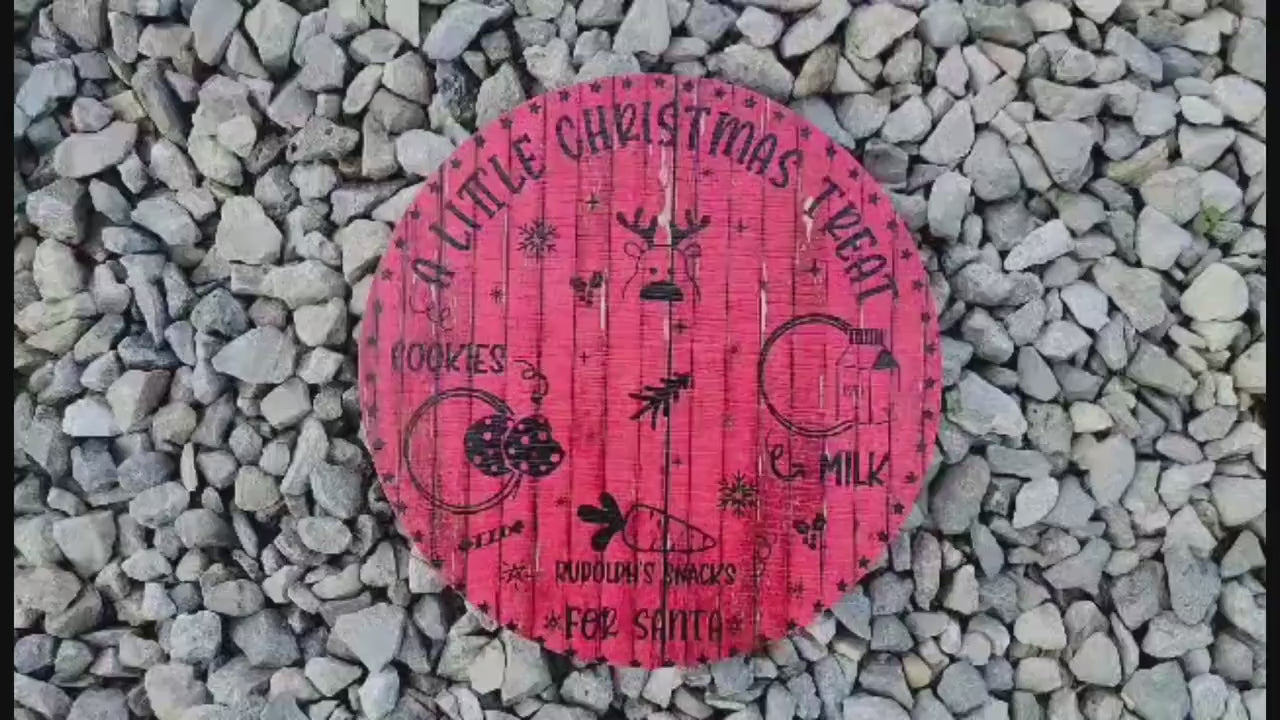 A LITTLE CHRISTMAS TREAT
COOKIES
MILK
RUDOLPH'S SNACKS
FOR SANTA